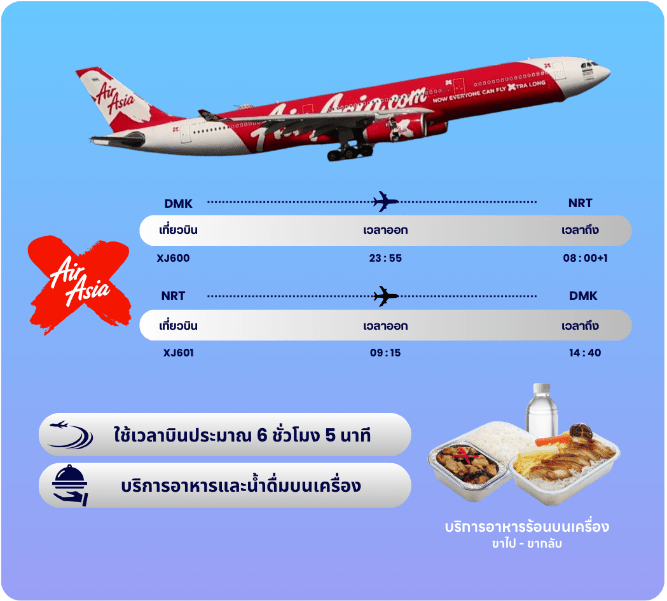 Air
Asia
AirAsia.com
NOW EVERYONE CAN FLY XTRA LONG
DMK
NRT
เที่ยวบิน เวลาออก เวลาถึง
XJ600 23 : 55 08 : 00+1
Air
Asia
NRT
DMK
เที่ยวบิน เวลาออก เวลาถึง
XJ601 09 : 15 14 : 40
ใช้เวลาบินประมาณ 6 ชั่วโมง 5 นาที
บริการอาหารและน้ำดื่มบนเครื่อง
บริการอาหารร้อนบนเครื่อง
ขาไป - ขากลับ